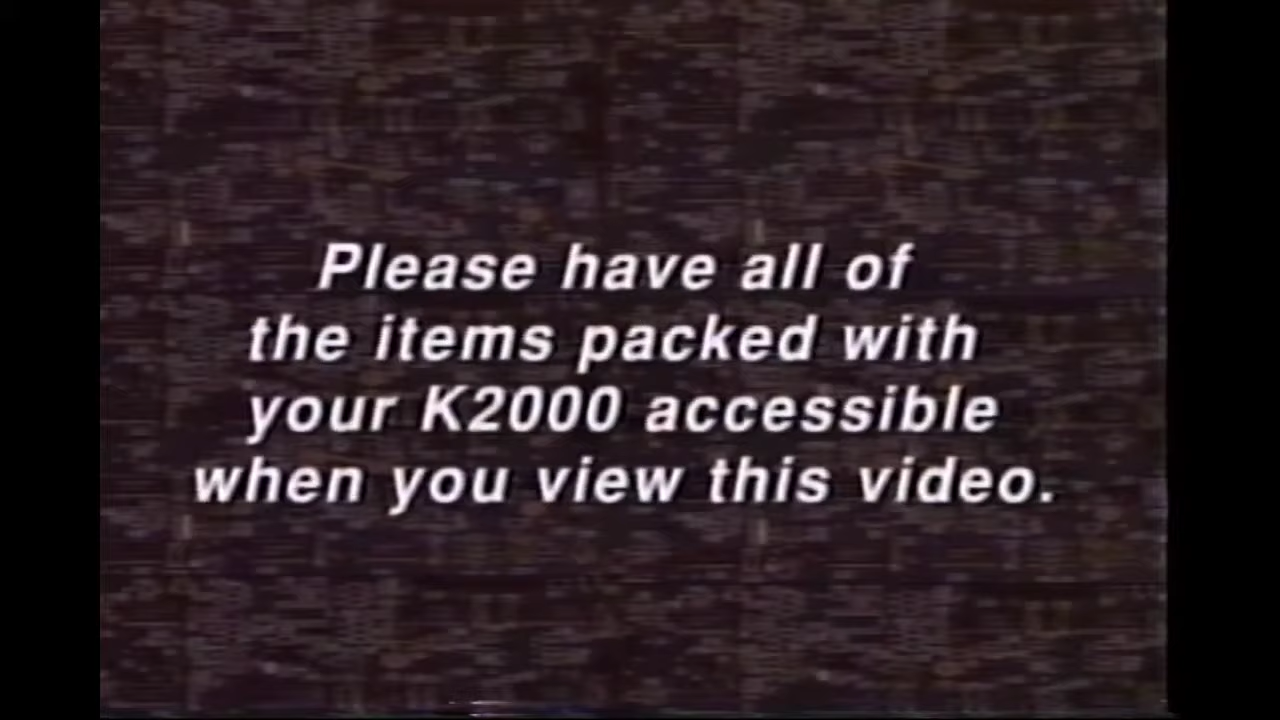 Please have all of
the items packed with
your K2000 accessible
when you view this video.